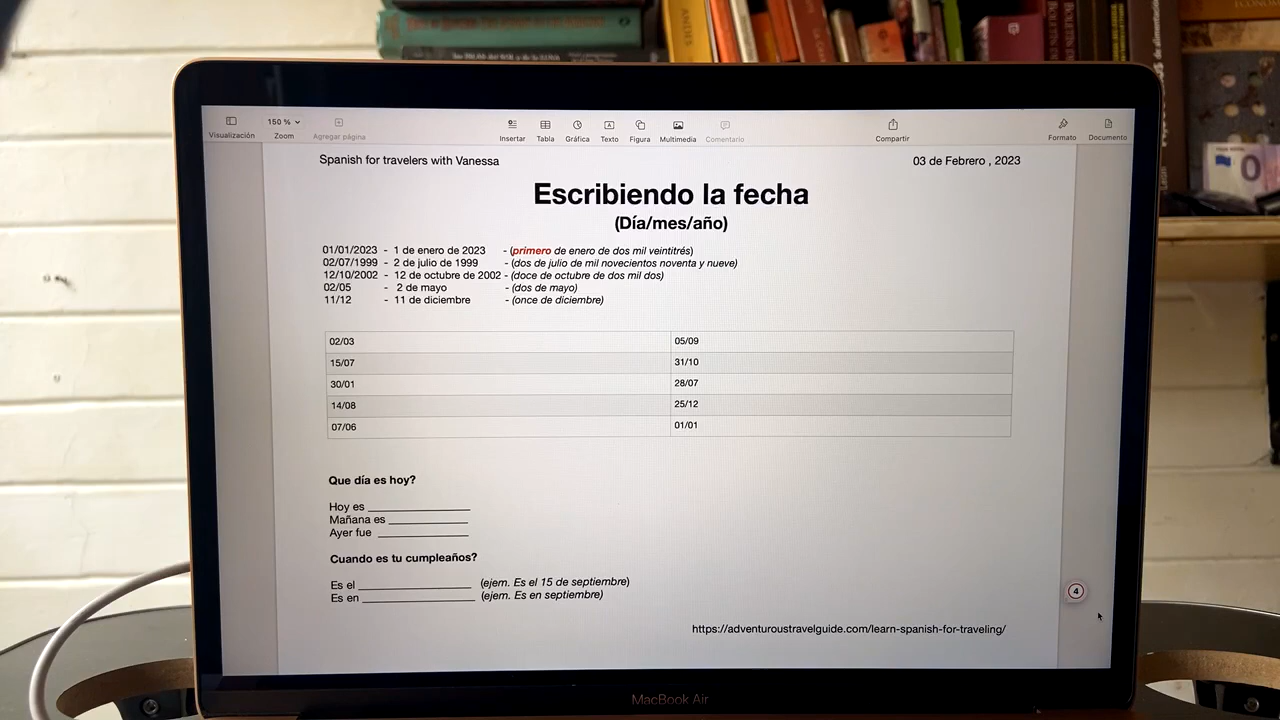 ANDES
Visualización
150 %
Zoom
Agregar página
Insertar
Tabla
Gráfica
Texto
Figura
Multimedia
Comentario
Compartir
Formato
Documento
Spanish for travelers with Vanessa
03 de Febrero , 2023
Escribiendo la fecha
(Día/mes/año)
01/01/2023 - 1 de enero de 2023 - (primero de enero de dos mil veintitrés)
02/07/1999 - 2 de julio de 1999 - (dos de julio de mil novecientos noventa y nueve)
12/10/2002 - 12 de octubre de 2002 - (doce de octubre de dos mil dos)
02/05 - 2 de mayo - (dos de mayo)
11/12 - 11 de diciembre - (once de diciembre)
02/03 05/09
15/07 31/10
30/01 28/07
14/08 25/12
07/06 01/01
Que día es hoy?
Hoy es ____________
Mañana es ____________
Ayer fue ____________
Cuando es tu cumpleaños?
Es el ____________ (ejem. Es el 15 de septiembre)
Es en ____________ (ejem. Es en septiembre)
4
https://adventuroustravelguide.com/learn-spanish-for-traveling/
MacBook Air